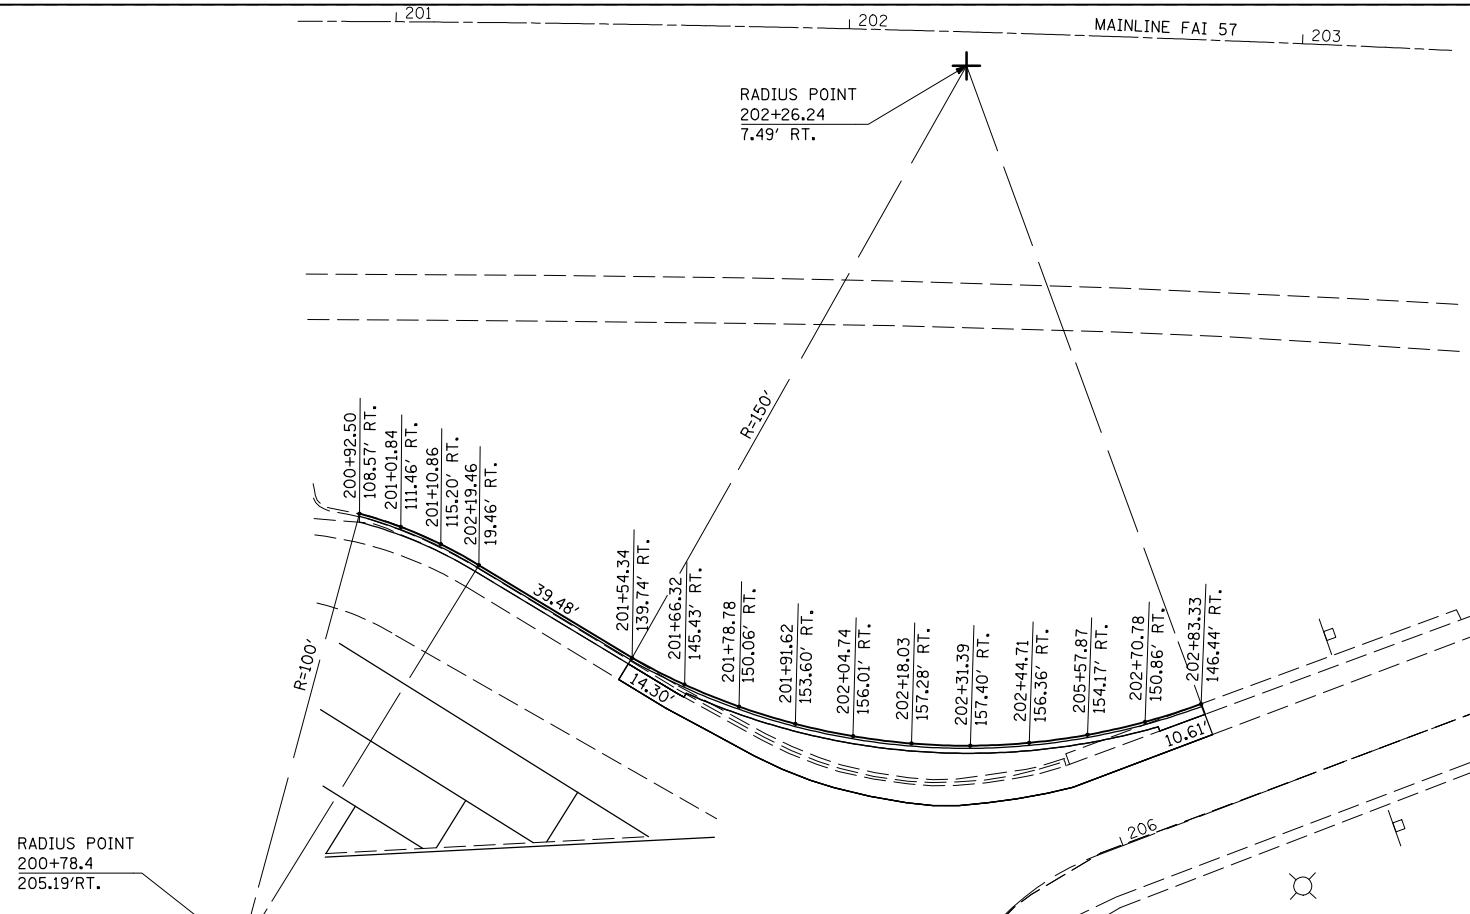 201
202
MAINLINE FAI 57
203
RADIUS POINT
202+26.24
7.49' RT.
R=150'
200+92.50
108.57' RT.
201+01.84
111.46' RT.
201+10.86
115.20' RT.
202+19.46
19.46' RT.
39.48'
201+54.34
139.74' RT.
201+66.32
145.43' RT.
201+78.78
150.06' RT.
201+91.62
153.60' RT.
202+04.74
156.01' RT.
202+18.03
157.28' RT.
202+31.39
157.40' RT.
202+44.71
156.36' RT.
205+57.87
154.17' RT.
202+70.78
150.86' RT.
202+83.33
146.44' RT.
R=100'
14.30'
10.61'
206
RADIUS POINT
200+78.4
205.19'RT.